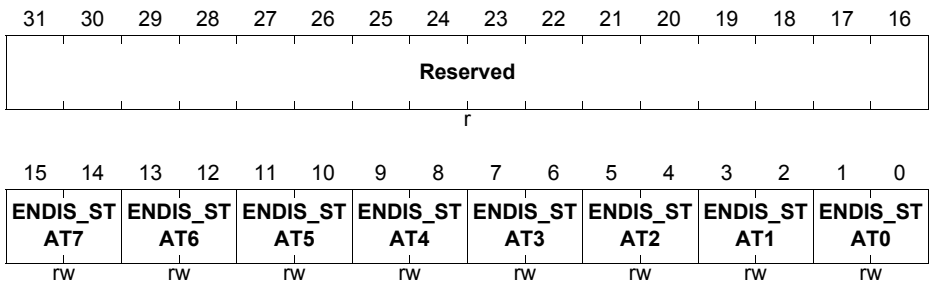 31 30 29 28 27 26 25 24 23 22 21 20 19 18 17 16
Reserved
r
15 14 13 12 11 10 9 8 7 6 5 4 3 2 1 0
ENDIS_ST ENDIS_ST ENDIS_ST ENDIS_ST ENDIS_ST ENDIS_ST ENDIS_ST ENDIS_ST
AT7 AT6 AT5 AT4 AT3 AT2 AT1 AT0
rw rw rw rw rw rw rw rw